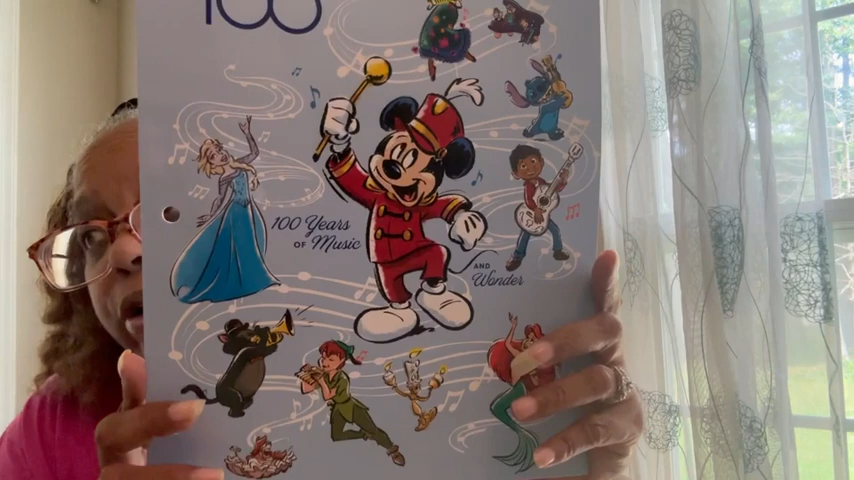 100
100 Years
OF Music
AND
Wonder